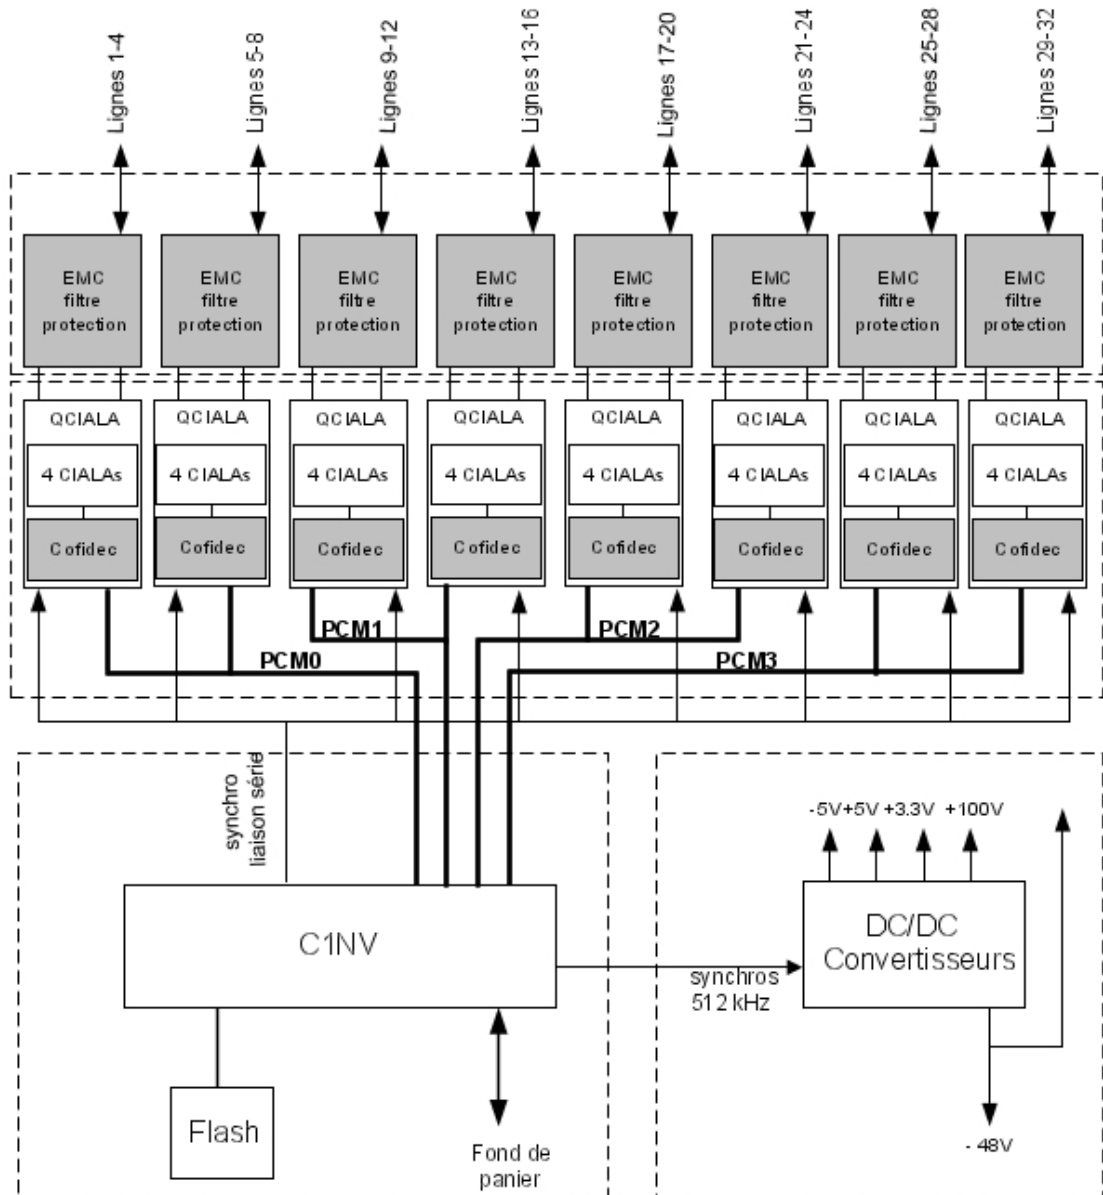 Lignes 1-4
Lignes 5-8
Lignes 9-12
Lignes 13-16
Lignes 17-20
Lignes 21-24
Lignes 25-28
Lignes 29-32
EMC
filtre
protection
EMC
filtre
protection
EMC
filtre
protection
EMC
filtre
protection
EMC
filtre
protection
EMC
filtre
protection
EMC
filtre
protection
EMC
filtre
protection
QCIALA
QCIALA
QCIALA
QCIALA
QCIALA
QCIALA
QCIALA
QCIALA
4 CIALAs
4 CIALAs
4 CIALAs
4 CIALAs
4 CIALAs
4 CIALAs
4 CIALAs
4 CIALAs
Cofidec
Cofidec
Cofidec
Cofidec
Cofidec
Cofidec
Cofidec
Cofidec
PCM1
PCM2
PCM0
PCM3
synchro
liaison série
-5V+5V +3.3V +100V
C1NV
DC/DC
Convertisseurs
synchros
512 kHz
Flash
Fond de
panier
- 48V